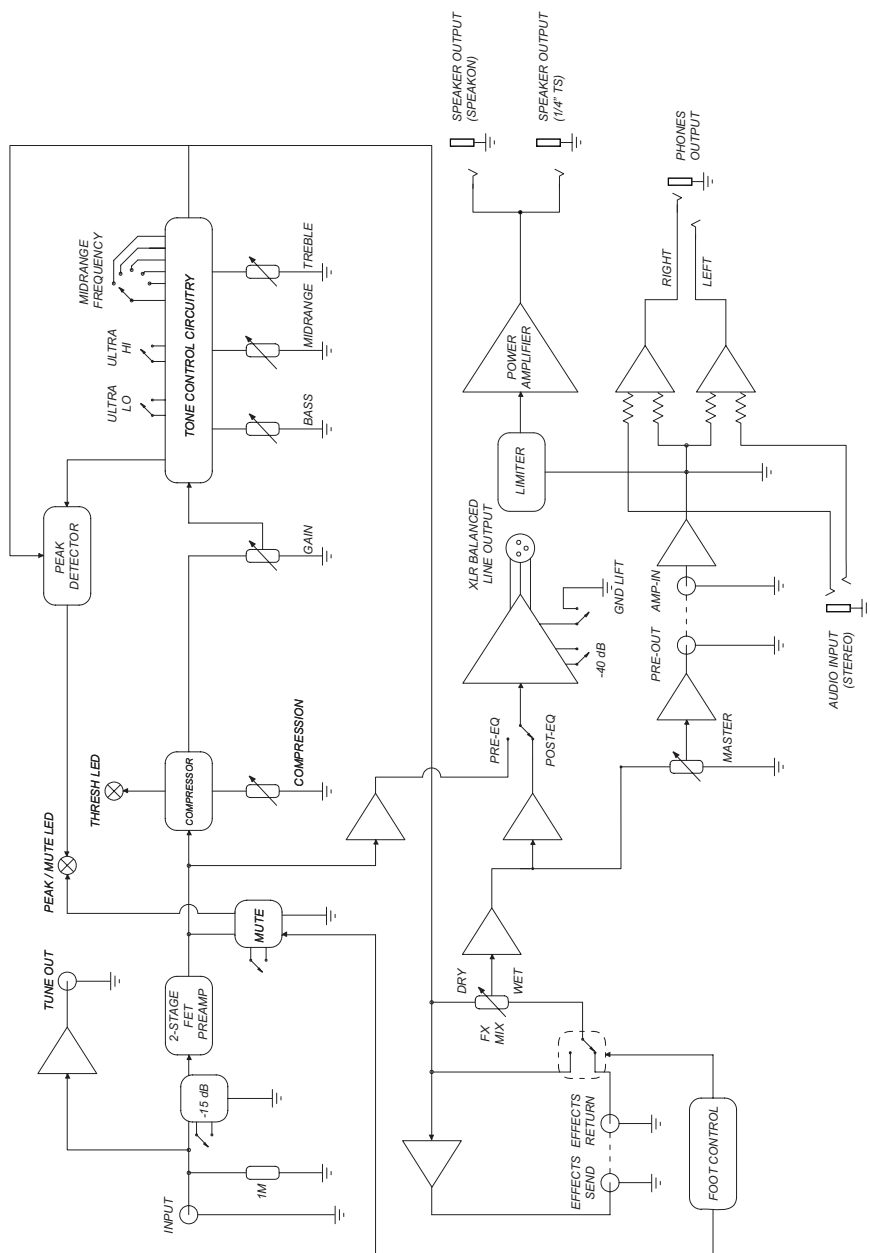 INPUT
1M
-15 dB
TUNE OUT
2-STAGE
FET
PREAMP
MUTE
PEAK / MUTE LED
THRESH LED
COMPRESSOR
COMPRESSION
PEAK
DETECTOR
GAIN
ULTRA
LO
ULTRA
HI
MIDRANGE
FREQUENCY
TONE CONTROL CIRCUITRY
BASS
MIDRANGE
TREBLE
EFFECTS
SEND
EFFECTS
RETURN
FOOT CONTROL
FX
MIX
DRY
WET
PRE-EQ
POST-EQ
XLR BALANCED
LINE OUTPUT
-40 dB
GND LIFT
LIMITER
POWER
AMPLIFIER
SPEAKER OUTPUT
(SPEAKON)
SPEAKER OUTPUT
(1/4" TS)
MASTER
PRE-OUT
AMP-IN
AUDIO INPUT
(STEREO)
RIGHT
LEFT
PHONES
OUTPUT